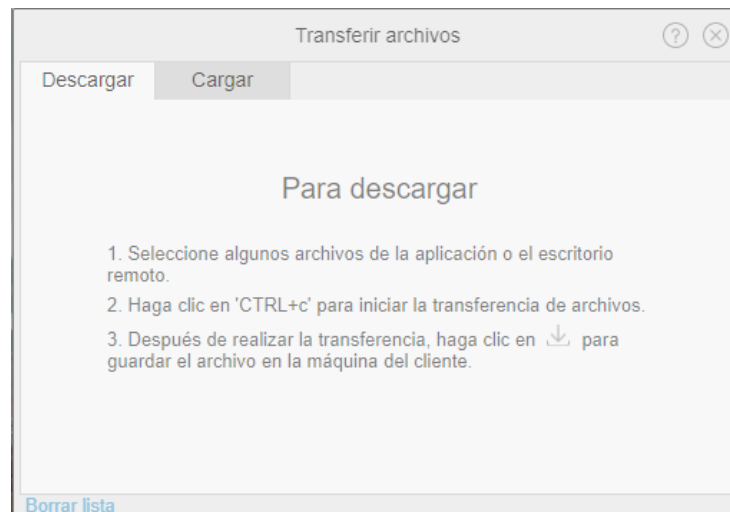 Transferir archivos
?
Descargar Cargar
Para descargar
1. Seleccione algunos archivos de la aplicación o el escritorio
remoto.
2. Haga clic en 'CTRL+c' para iniciar la transferencia de archivos.
3. Después de realizar la transferencia, haga clic en para
guardar el archivo en la máquina del cliente.
Borrar lista